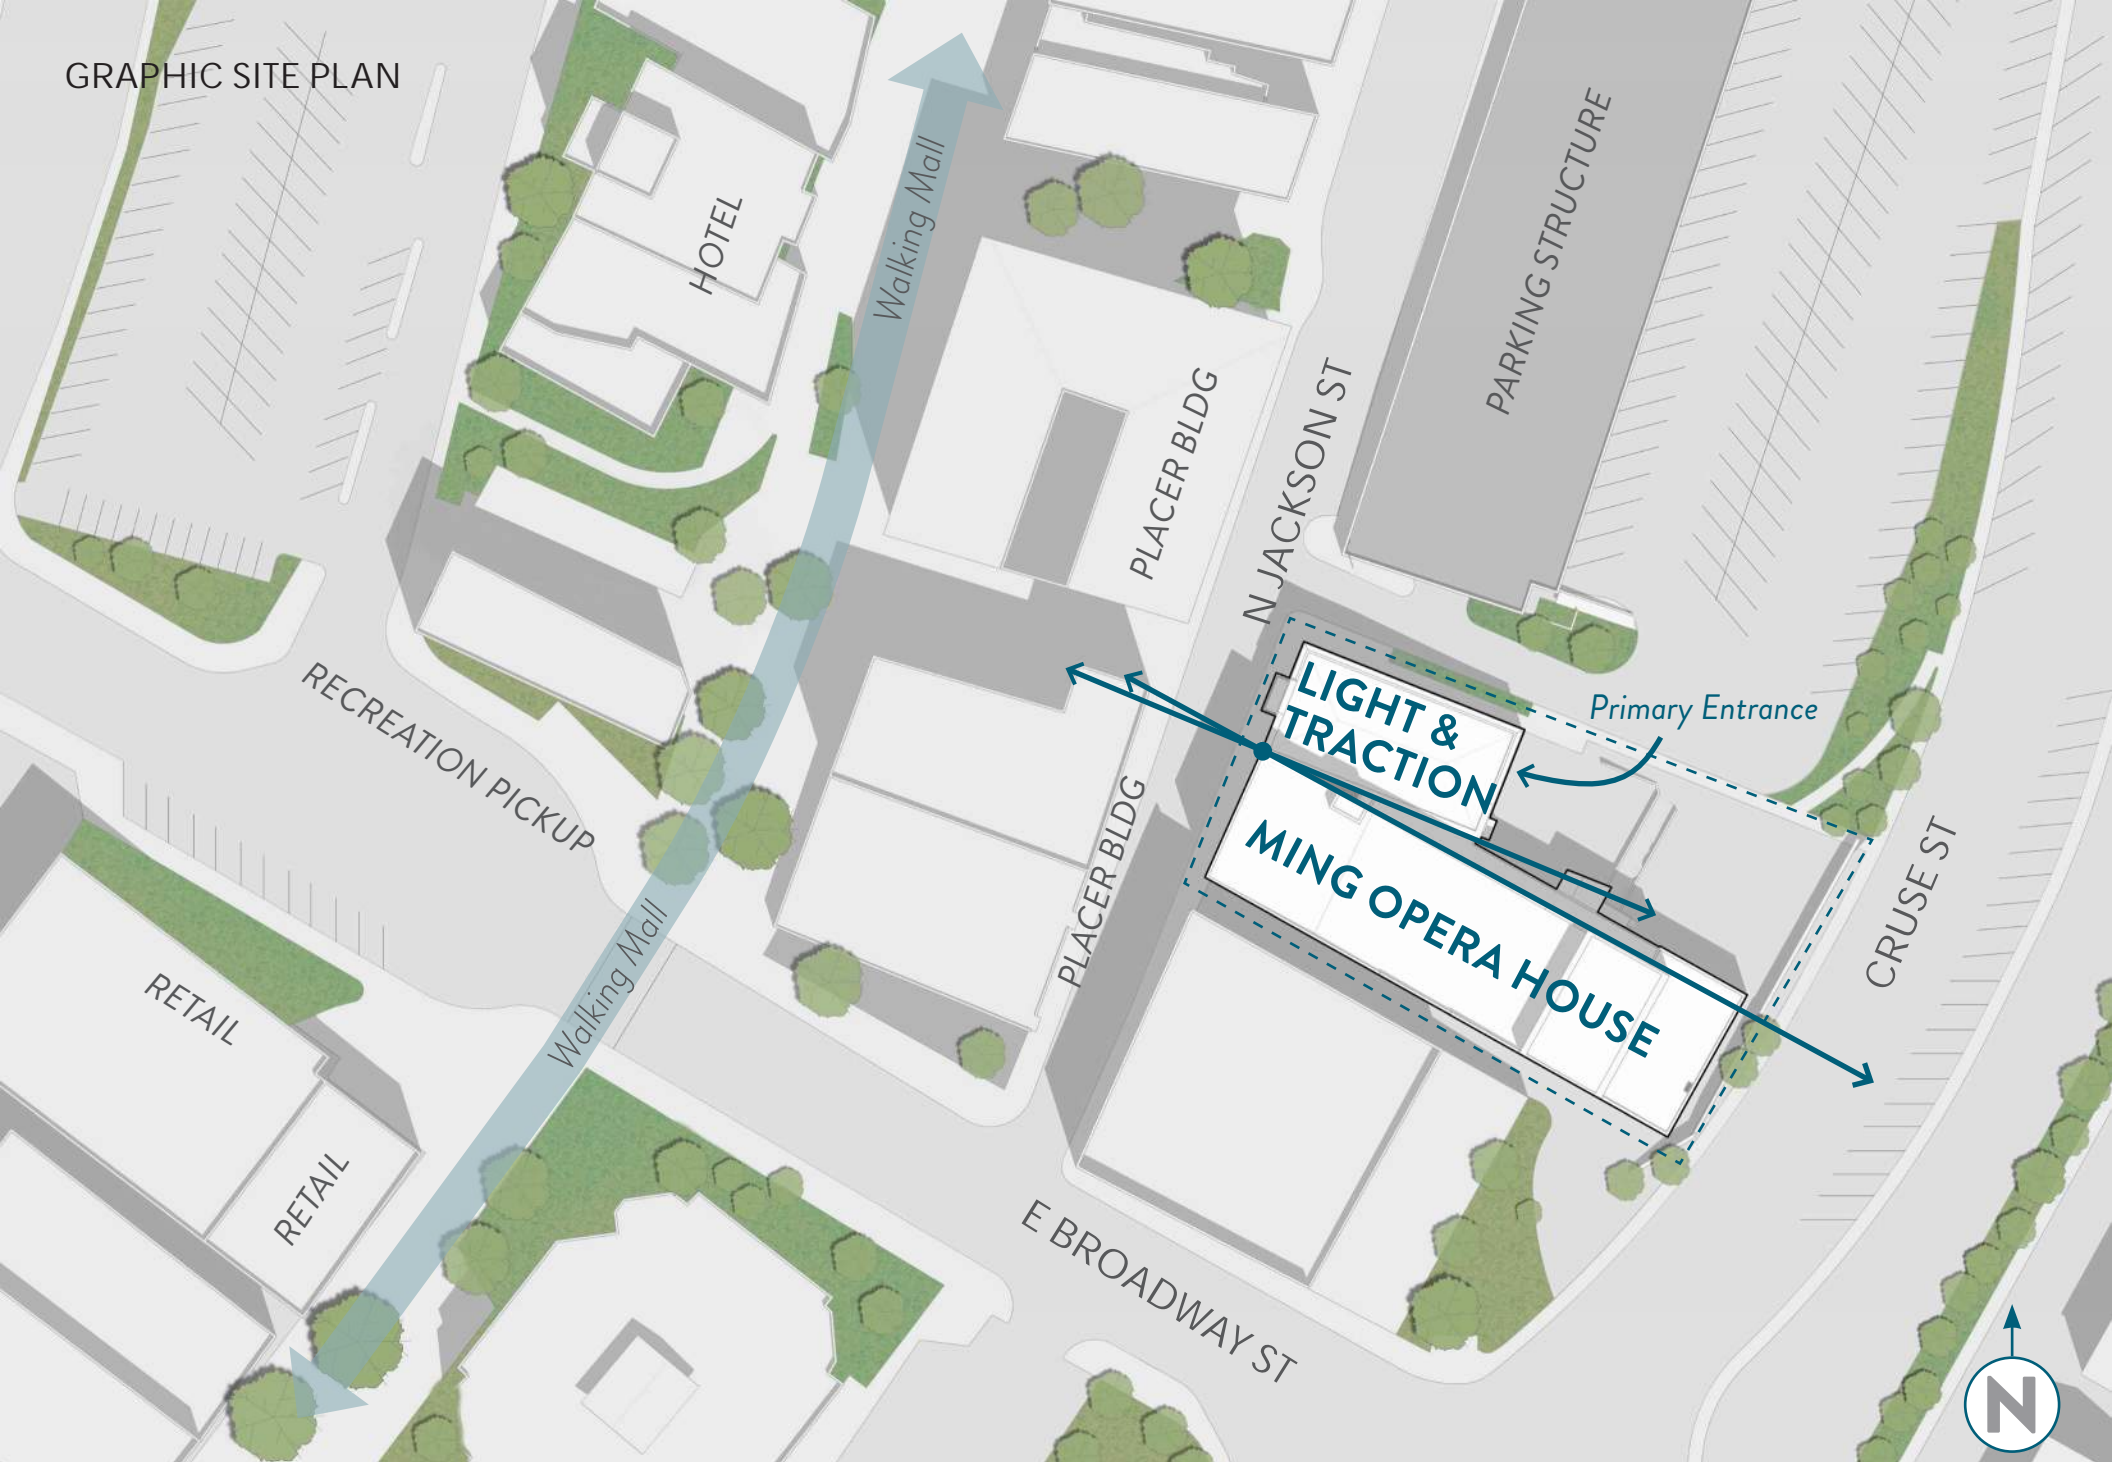 GRAPHIC SITE PLAN
Walking Mall
HOTEL
PARKING STRUCTURE
PLACER BLDG
N JACKSON ST
LIGHT &
TRACTION
Primary Entrance
RECREATION PICKUP
PLACER BLDG
MING OPERA HOUSE
CRUSE ST
Walking Mall
RETAIL
RETAIL
E BROADWAY ST
N